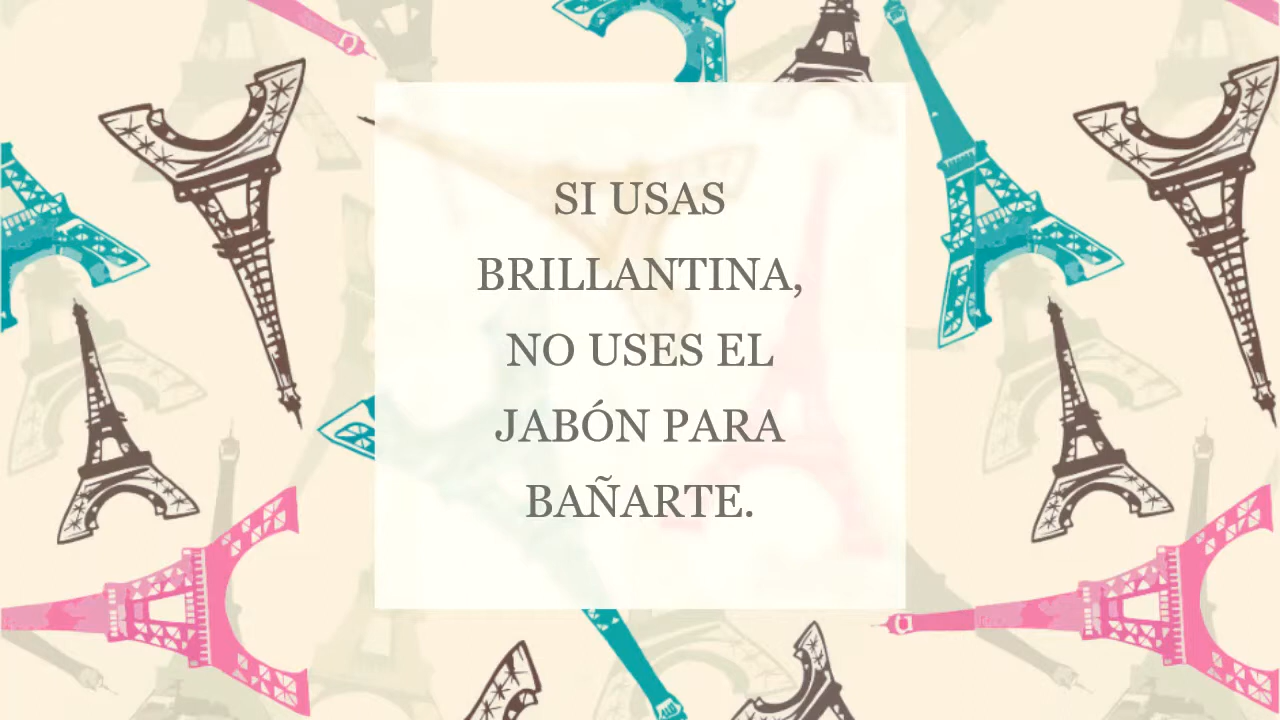 SI USAS
BRILLANTINA,
NO USES EL
JABÓN PARA
BAÑARTE.